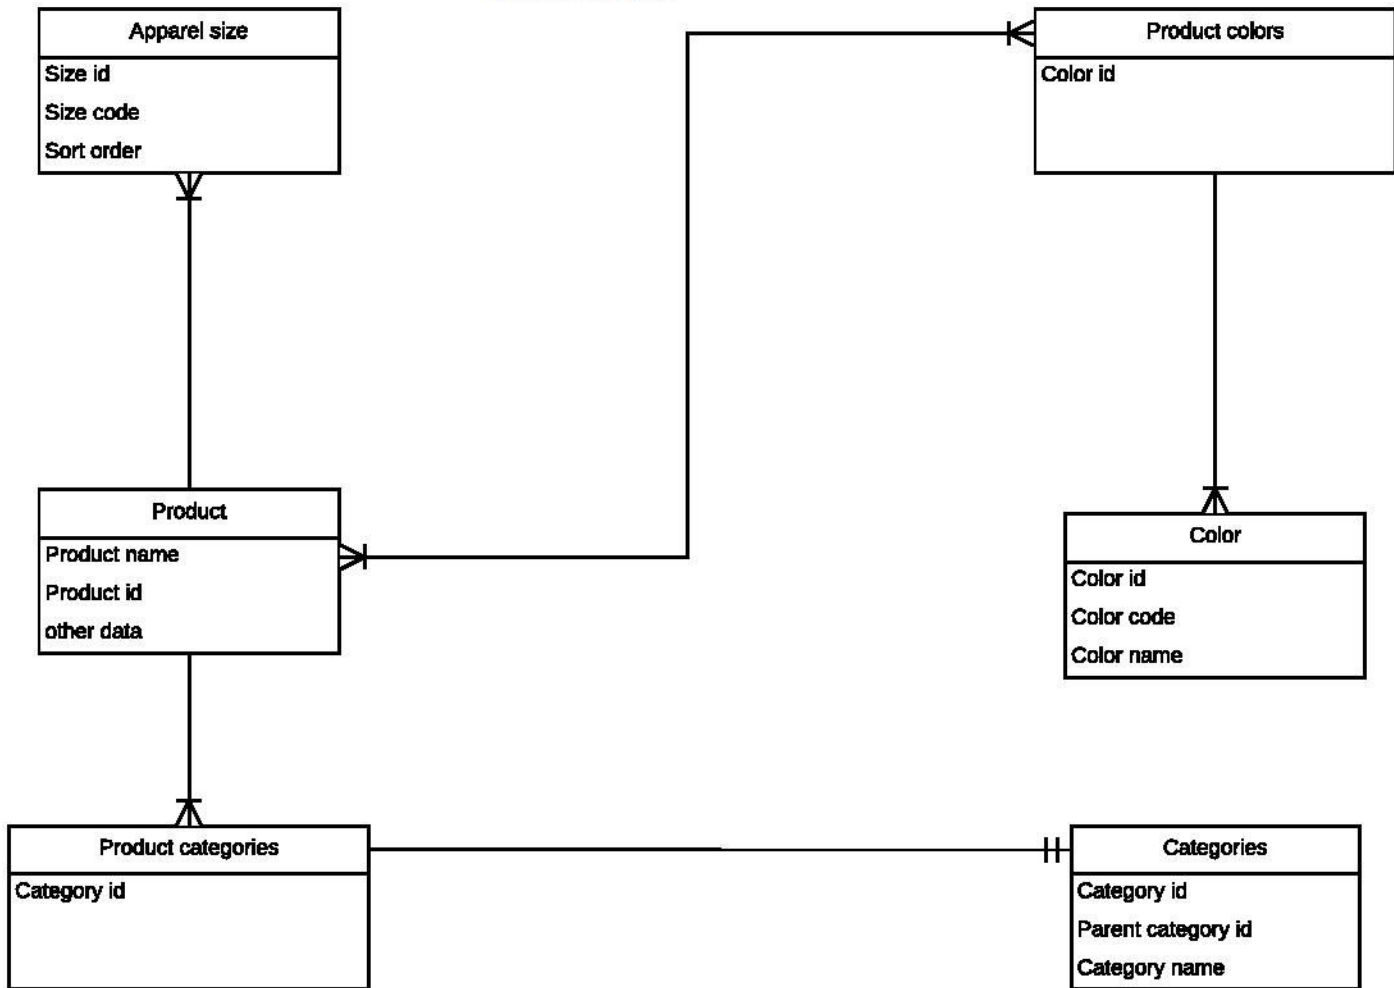 Apparel size
Size id
Size code
Sort order
Product colors
Color id
Product
Product name
Product id
other data
Color
Color id
Color code
Color name
Product categories
Category id
Categories
Category id
Parent category id
Category name